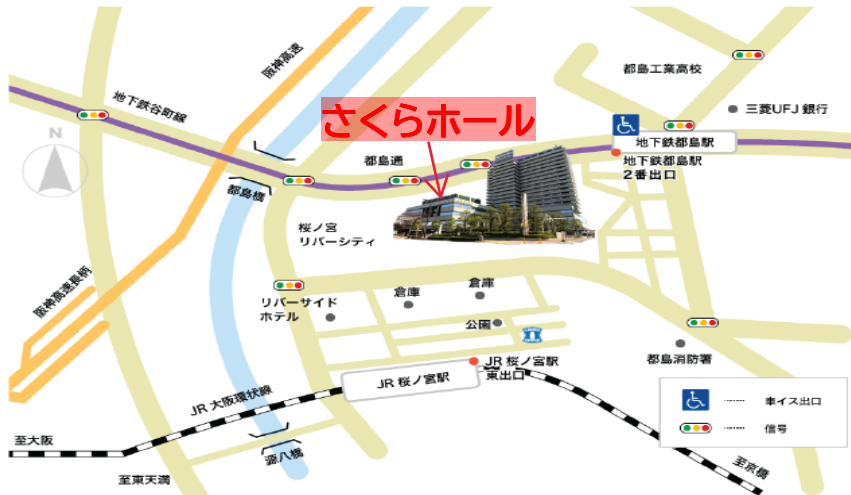 阪神高速
都島工業高校
地下鉄谷町線
さくらホール
三菱UFJ銀行
N
都島通
地下鉄都島駅
地下鉄都島駅
2番出口
都島橋
桜ノ宮
リバーシティ
阪神高速長柄
倉庫
倉庫
リバーサイド
ホテル
公園
都島消防署
JR 桜ノ宮駅
東出口
JR 桜ノ宮駅
JR 大阪環状線
車イス出口
信号
至大阪
源八橋
至京橋
至東天満